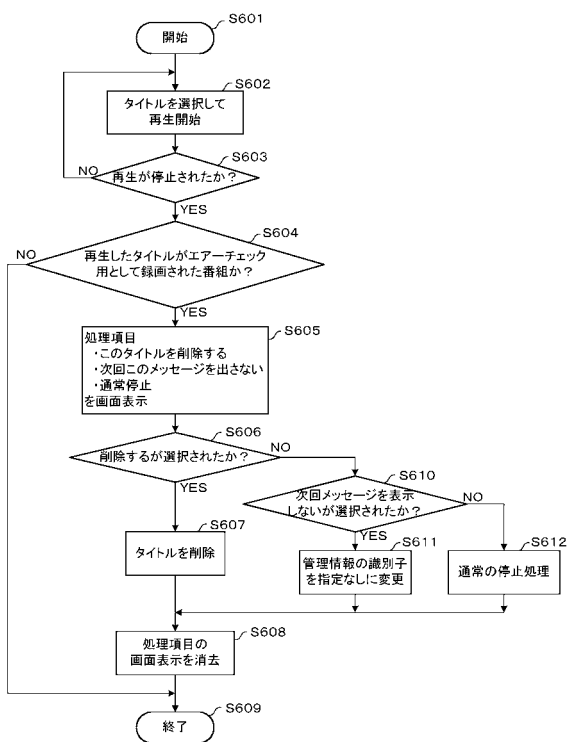 S601
開始
S602
タイトルを選択して
再生開始
S603
NO
再生が停止されたか？
YES
S604
NO
再生したタイトルがエアーチェック
用として録画された番組か？
YES
S605
処理項目
・このタイトルを削除する
・次回このメッセージを出さない
・通常停止
を画面表示
S606
NO
削除するが選択されたか？
YES
S610
次回メッセージを表示
しないが選択されたか？
NO
YES
S607
タイトルを削除
S611
管理情報の識別子
を指定なしに変更
S612
通常の停止処理
S608
処理項目の
画面表示を消去
S609
終了